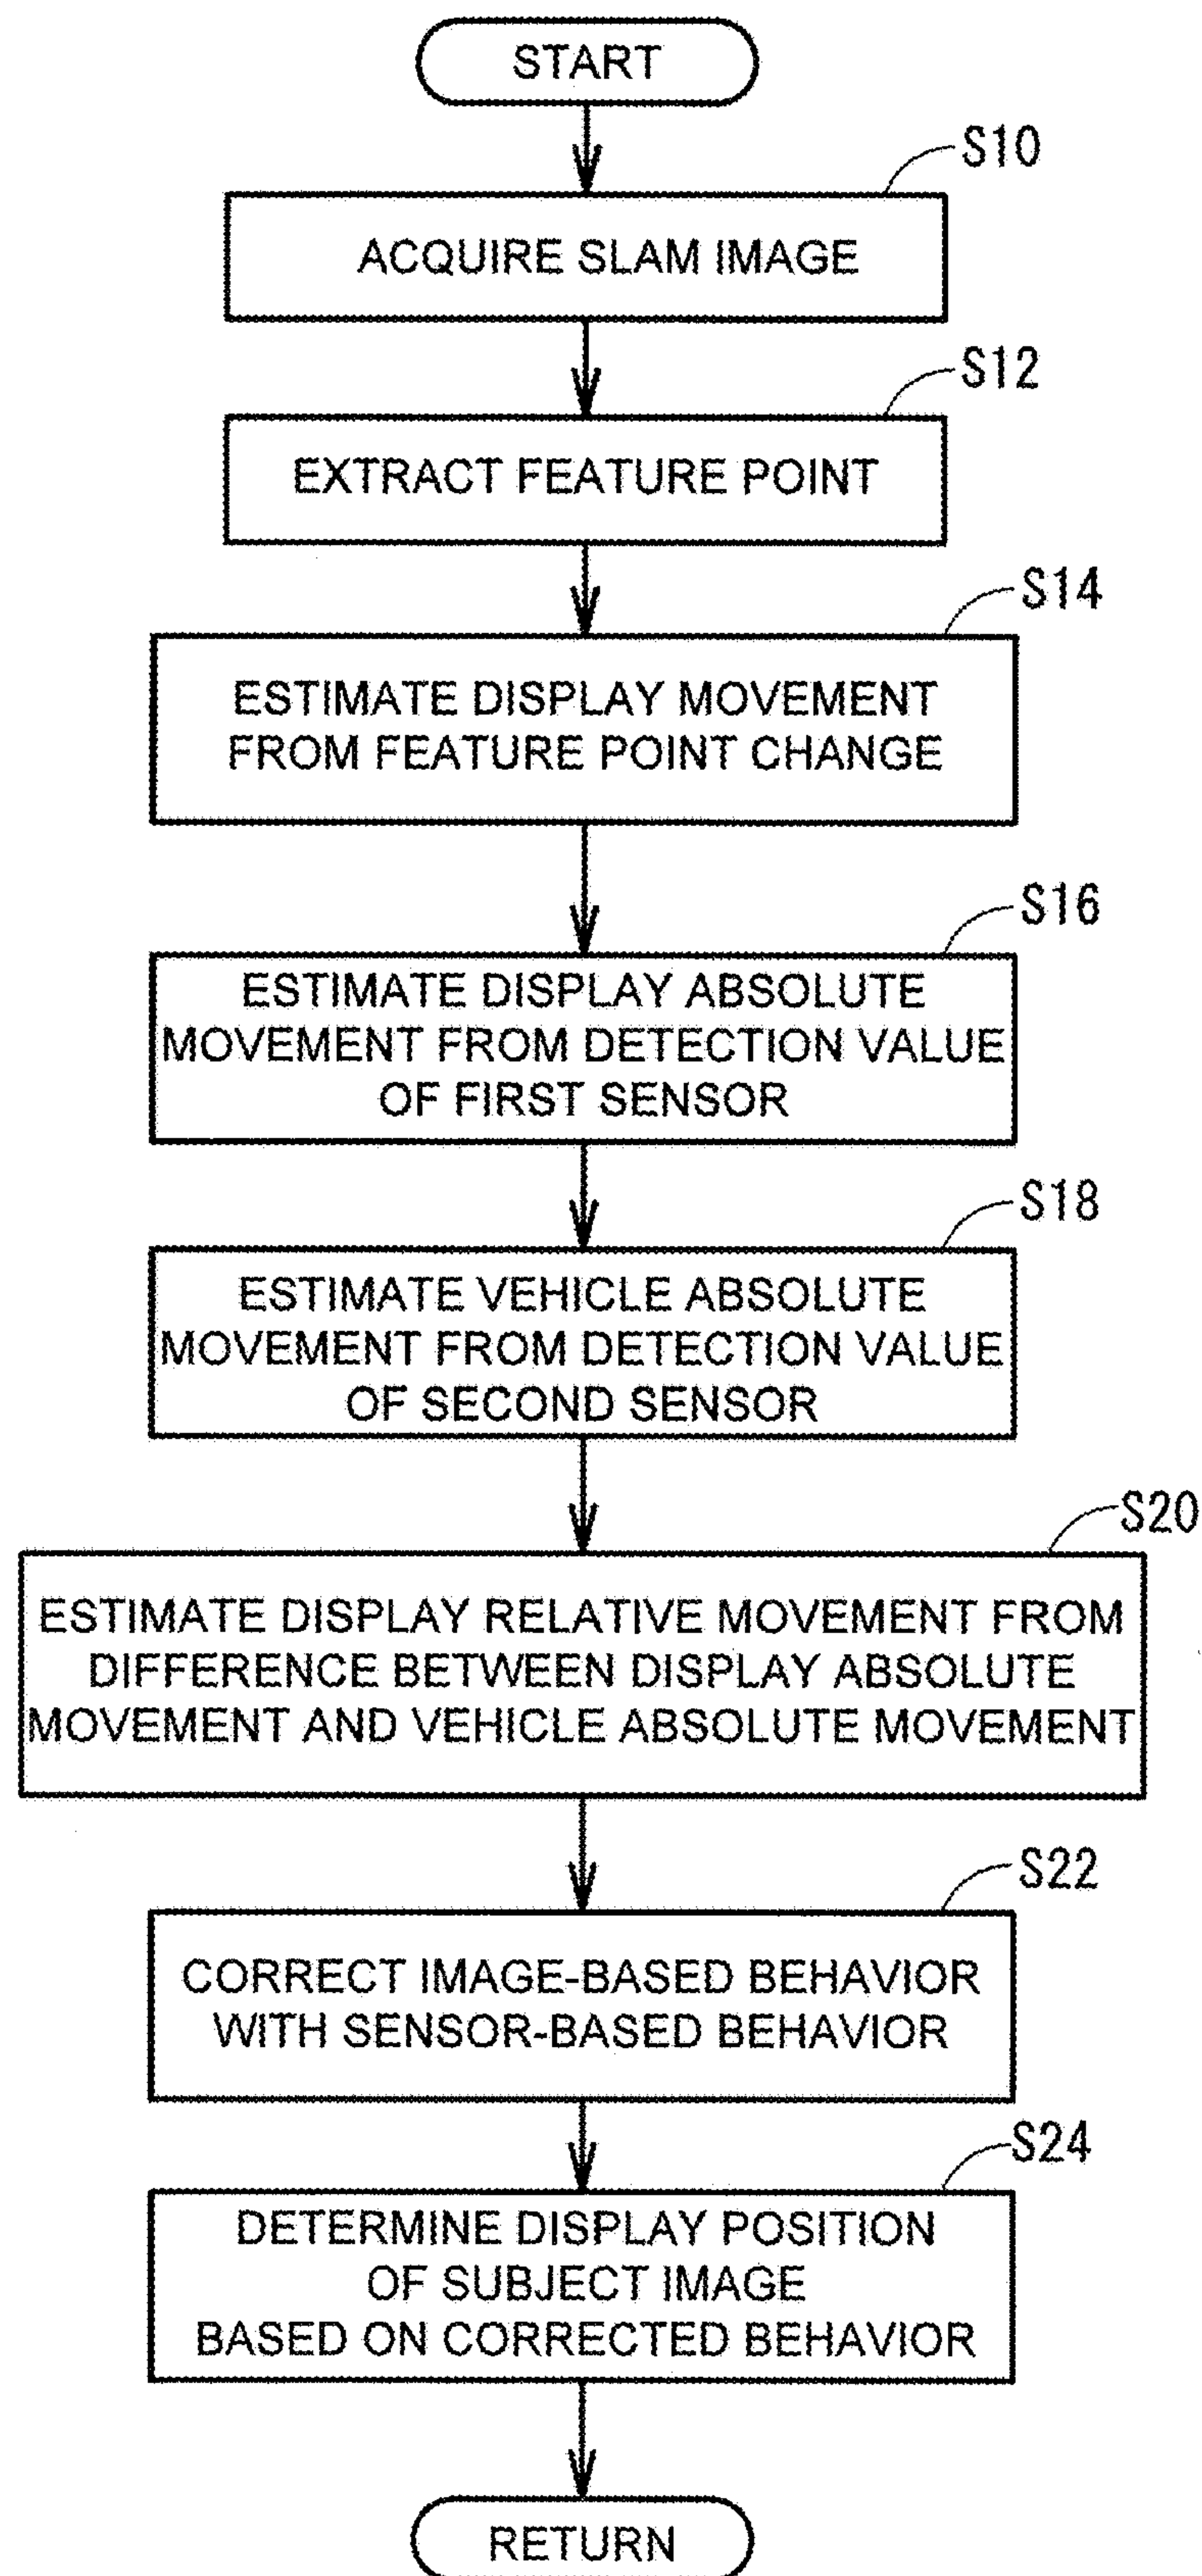 START
S10
ACQUIRE SLAM IMAGE
S12
EXTRACT FEATURE POINT
S14
ESTIMATE DISPLAY MOVEMENT
FROM FEATURE POINT CHANGE
S16
ESTIMATE DISPLAY ABSOLUTE
MOVEMENT FROM DETECTION VALUE
OF FIRST SENSOR
S18
ESTIMATE VEHICLE ABSOLUTE
MOVEMENT FROM DETECTION VALUE
OF SECOND SENSOR
S20
ESTIMATE DISPLAY RELATIVE MOVEMENT FROM
DIFFERENCE BETWEEN DISPLAY ABSOLUTE
MOVEMENT AND VEHICLE ABSOLUTE MOVEMENT
S22
CORRECT IMAGE-BASED BEHAVIOR
WITH SENSOR-BASED BEHAVIOR
S24
DETERMINE DISPLAY POSITION
OF SUBJECT IMAGE
BASED ON CORRECTED BEHAVIOR
RETURN